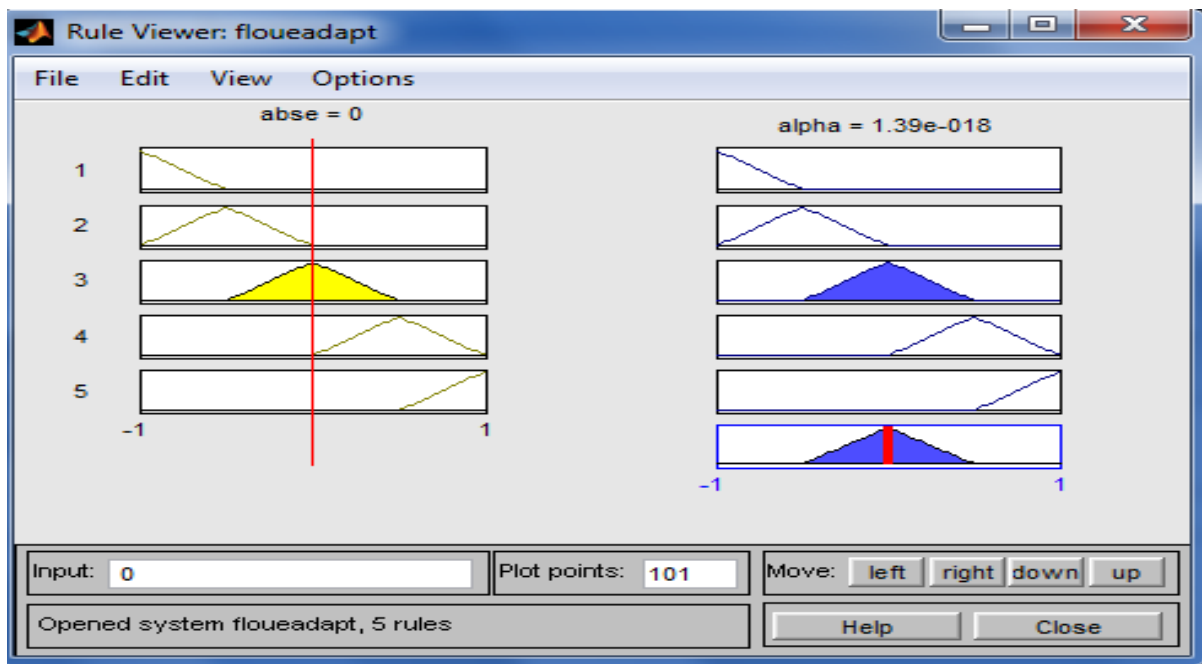 Rule Viewer: floueadapt
File Edit View Options
abse = 0
alpha = 1.39e-018
1
2
3
4
5
-1 1
-1 1
Input: 0 Plot points: 101 Move: left right down up
Opened system floueadapt, 5 rules Help Close